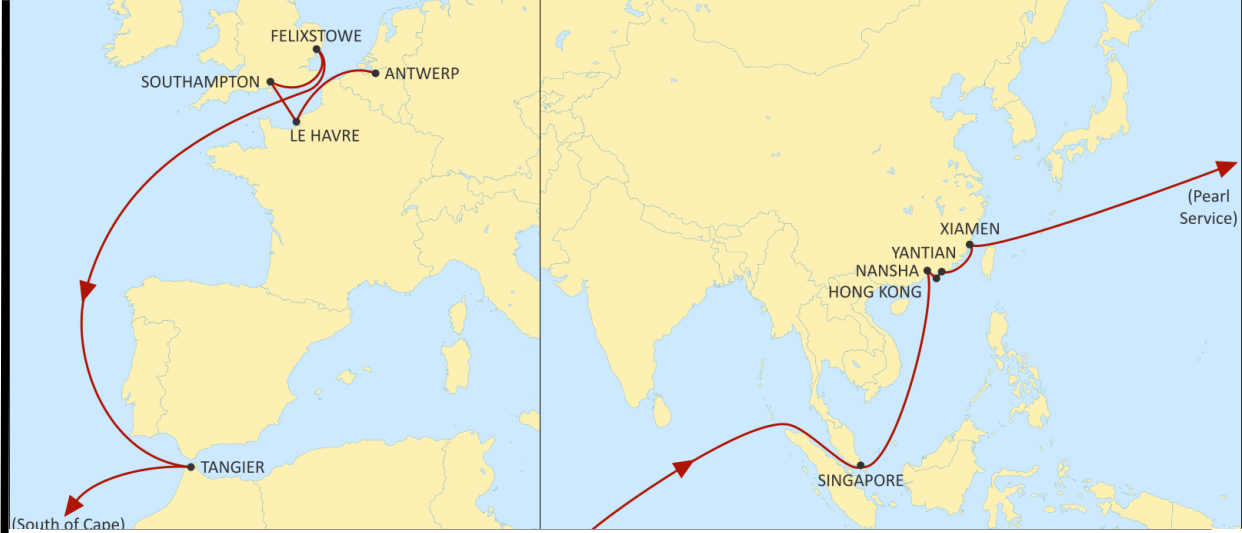 FELIXSTOWE
SOUTHAMPTON
ANTWERP
LE HAVRE
TANGIER
(South of Cape)
(Pearl
Service)
XIAMEN
YANTIAN
NANSHA
HONG KONG
SINGAPORE